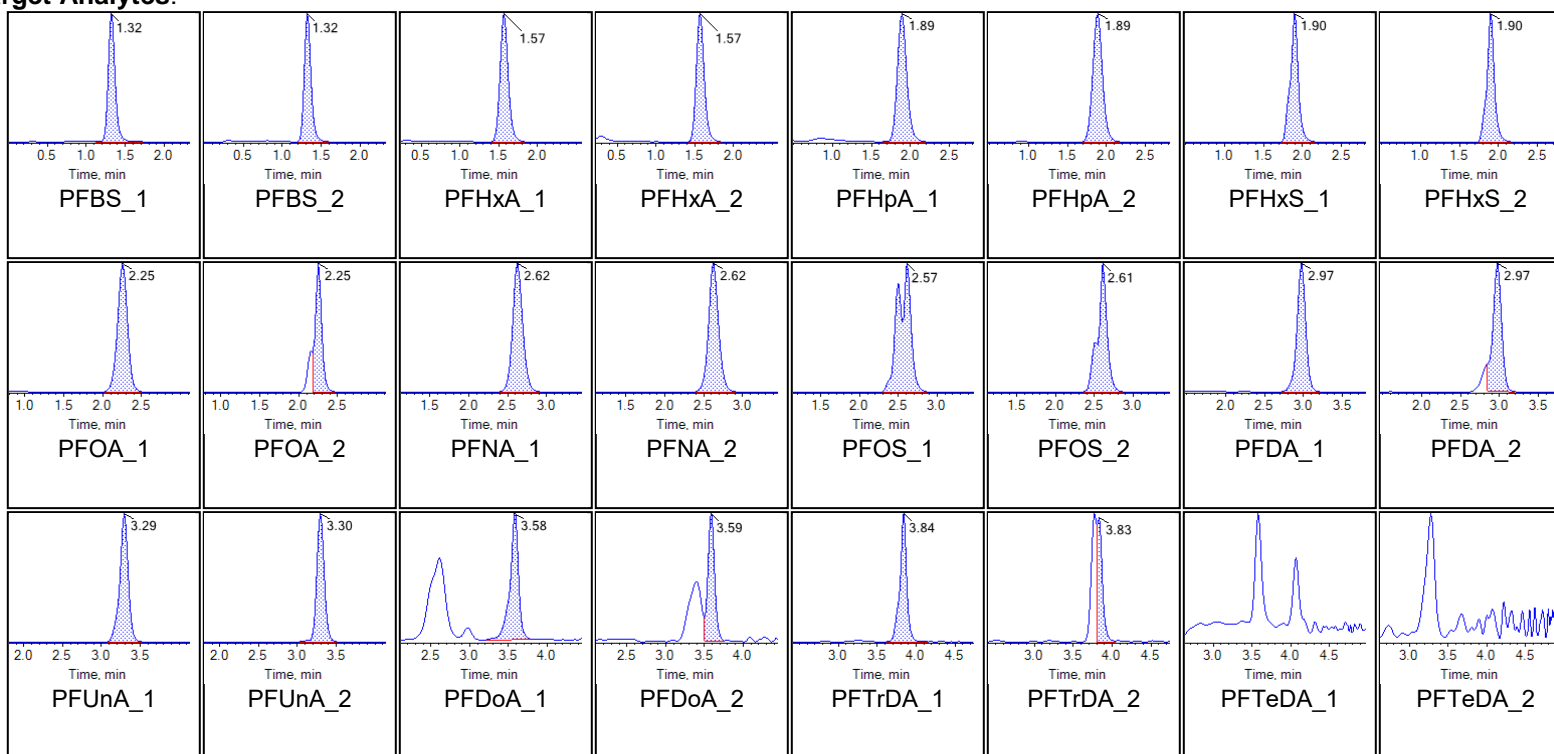 rget Analytes:
1.32 1.32 1.57 1.57 1.89 1.89 1.90 1.90
0.5 1.0 1.5 2.0 0.5 1.0 1.5 2.0 0.5 1.0 1.5 2.0 0.5 1.0 1.5 2.0 1.0 1.5 2.0 2.5 1.0 1.5 2.0 2.5 1.0 1.5 2.0 2.5 1.0 1.5 2.0 2.5
Time, min Time, min Time, min Time, min Time, min Time, min Time, min Time, min
PFBS_1 PFBS_2 PFHxA_1 PFHxA_2 PFHpA_1 PFHpA_2 PFHxS_1 PFHxS_2
2.25 2.25 2.62 2.62 2.57 2.61 2.97 2.97
1.0 1.5 2.0 2.5 1.0 1.5 2.0 2.5 1.5 2.0 2.5 3.0 1.5 2.0 2.5 3.0 1.5 2.0 2.5 3.0 1.5 2.0 2.5 3.0 2.0 2.5 3.0 3.5 2.0 2.5 3.0 3.5
Time, min Time, min Time, min Time, min Time, min Time, min Time, min Time, min
PFOA_1 PFOA_2 PFNA_1 PFNA_2 PFOS_1 PFOS_2 PFDA_1 PFDA_2
3.29 3.30 3.58 3.59 3.84 3.83
2.0 2.5 3.0 3.5 2.0 2.5 3.0 3.5 2.5 3.0 3.5 4.0 2.5 3.0 3.5 4.0 3.0 3.5 4.0 4.5 3.0 3.5 4.0 4.5 3.0 3.5 4.0 4.5 3.0 3.5 4.0 4.5
Time, min Time, min Time, min Time, min Time, min Time, min Time, min Time, min
PFUnA_1 PFUnA_2 PFDoA_1 PFDoA_2 PFTrDA_1 PFTrDA_2 PFTeDA_1 PFTeDA_2